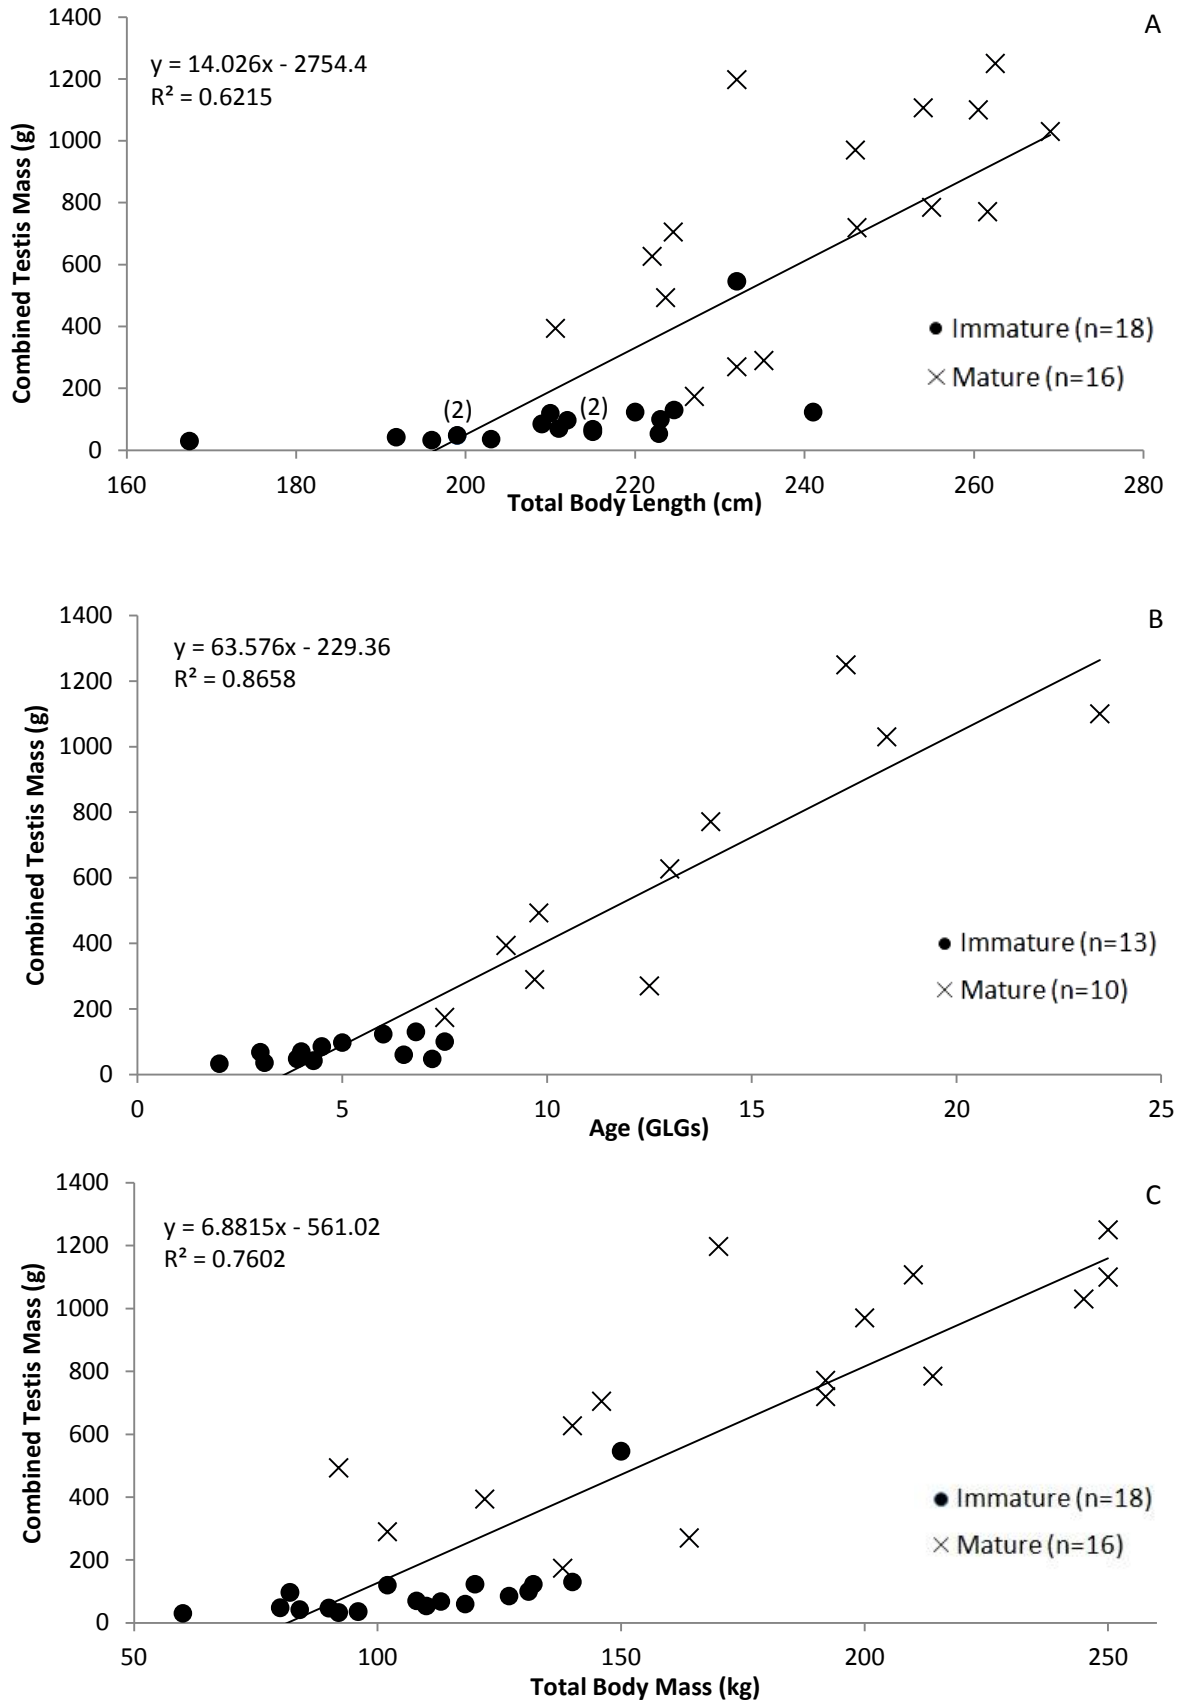 A
y = 14.026x - 2754.4
R² = 0.6215
Combined Testis Mass (g)
1400
1200
1000
800
600
400
200
0
(2)
(2)
Immature (n=18)
Mature (n=16)
160 180 200 220 240 260 280
Total Body Length (cm)
B
y = 63.576x - 229.36
R² = 0.8658
Combined Testis Mass (g)
1400
1200
1000
800
600
400
200
0
Immature (n=13)
Mature (n=10)
0 5 10 15 20 25
Age (GLGs)
C
y = 6.8815x - 561.02
R² = 0.7602
Combined Testis Mass (g)
1400
1200
1000
800
600
400
200
0
Immature (n=18)
Mature (n=16)
50 100 150 200 250
Total Body Mass (kg)